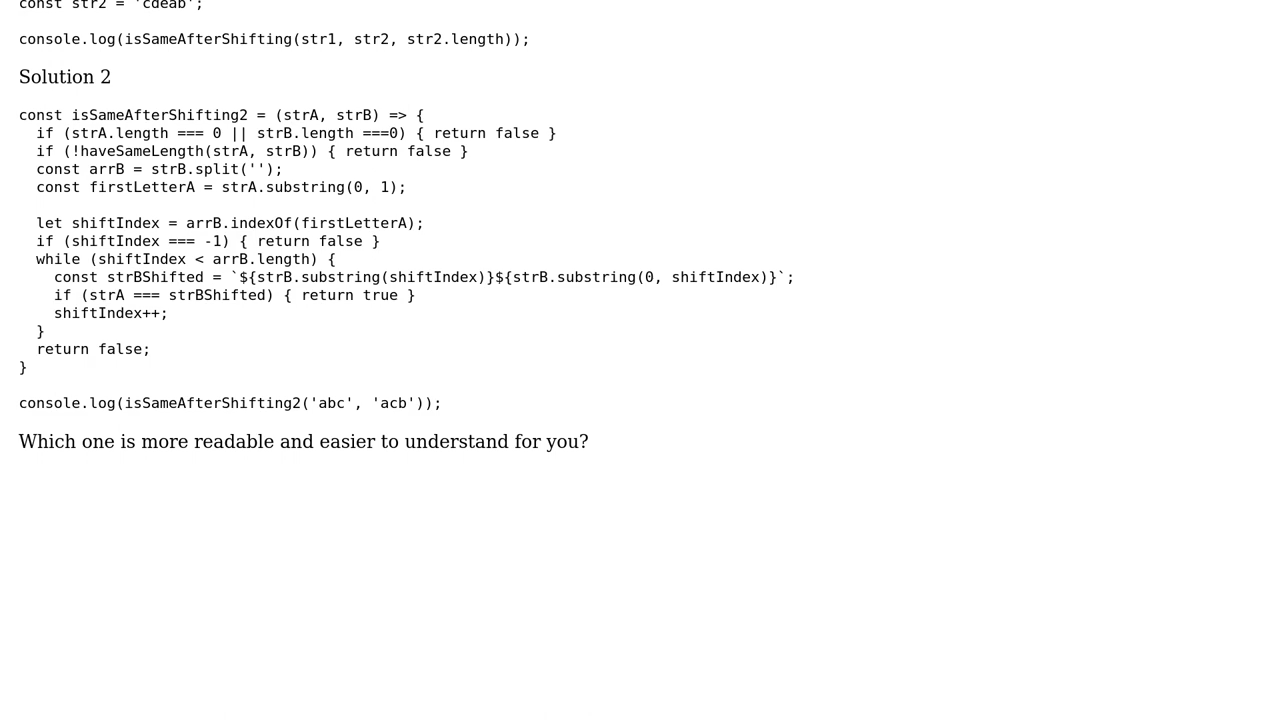 const str2 = 'cdeab';
console.log(isSameAfterShifting(str1, str2, str2.length));
Solution 2
const isSameAfterShifting2 = (strA, strB) => {
  if (strA.length === 0 || strB.length ===0) { return false }
  if (!haveSameLength(strA, strB)) { return false }
  const arrB = strB.split('');
  const firstLetterA = strA.substring(0, 1);
  let shiftIndex = arrB.indexOf(firstLetterA);
  if (shiftIndex === -1) { return false }
  while (shiftIndex < arrB.length) {
    const strBShifted = `${strB.substring(shiftIndex)}${strB.substring(0, shiftIndex)}`;
    if (strA === strBShifted) { return true }
    shiftIndex++;
  }
  return false;
}
console.log(isSameAfterShifting2('abc', 'acb'));
Which one is more readable and easier to understand for you?